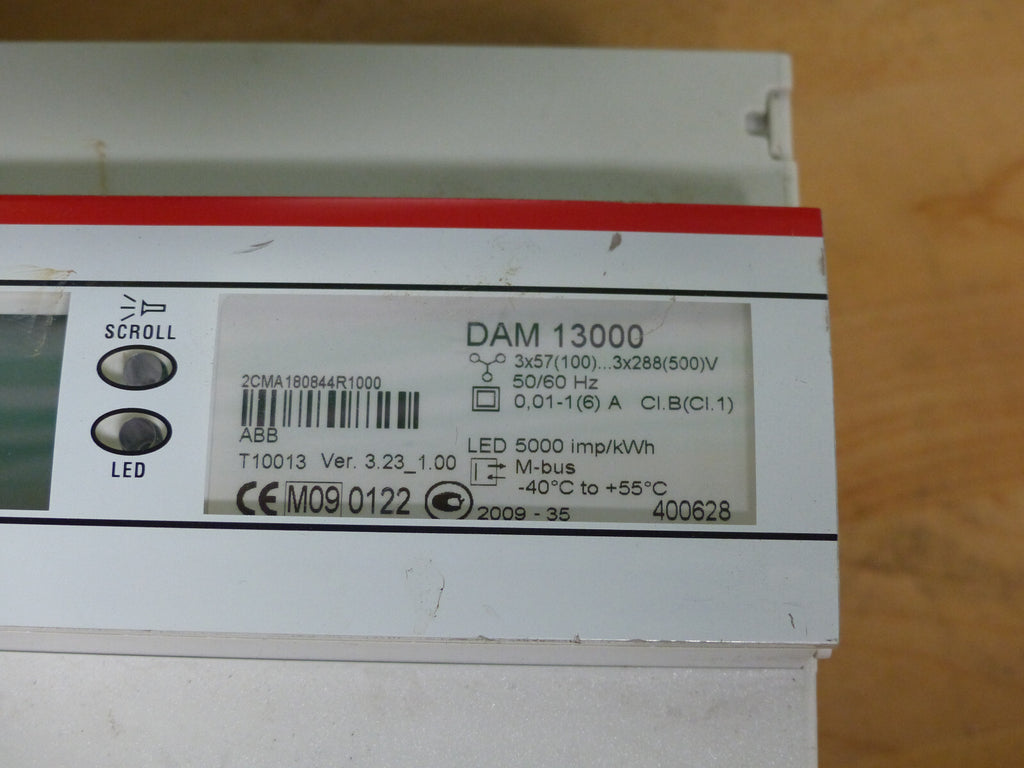 SCROLL
LED
2CMA180844R1000
ABB
T10013 Ver. 3.23_1.00
CE M09 0122
DAM 13000
3x57(100)...3x288(500)V
50/60 Hz
0,01-1(6) A Cl.B(Cl.1)
LED 5000 imp/kWh
M-bus
-40°C to +55°C
2009 - 35 400628